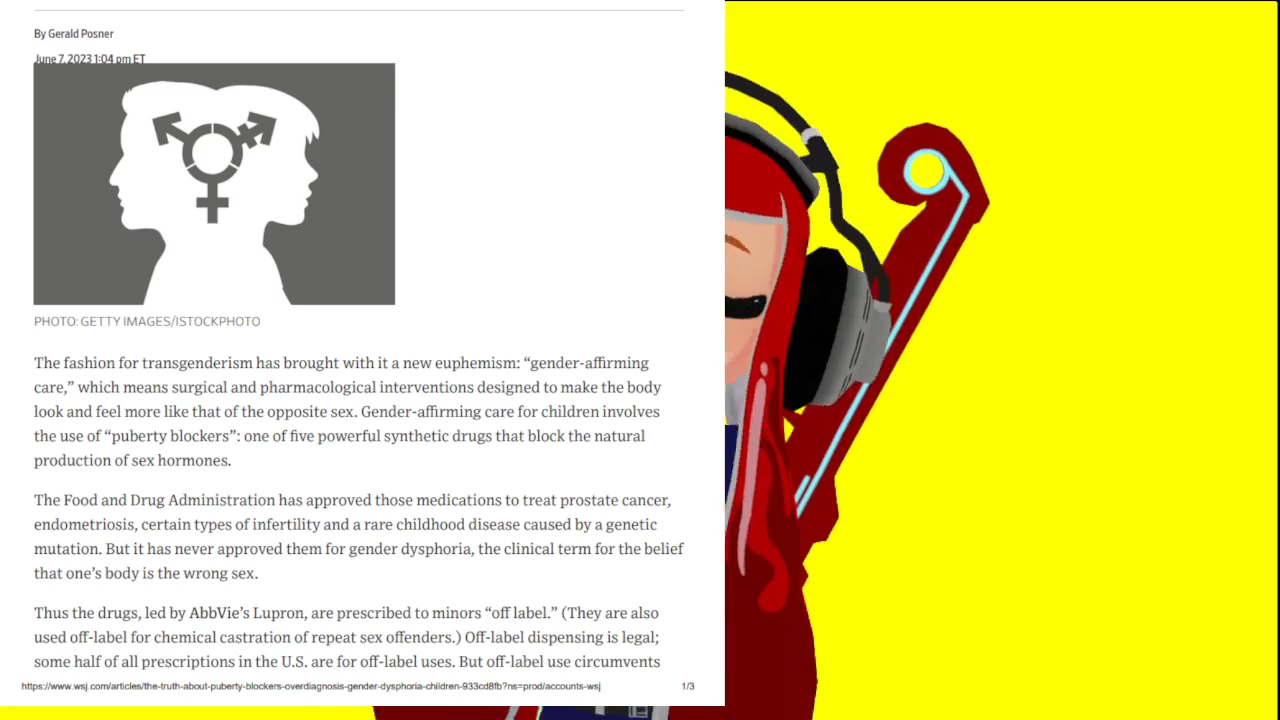 By Gerald Posner
June 7, 2023 1:04 pm ET
PHOTO: GETTY IMAGES/ISTOCKPHOTO
The fashion for transgenderism has brought with it a new euphemism: “gender-affirming
care,” which means surgical and pharmacological interventions designed to make the body
look and feel more like that of the opposite sex. Gender-affirming care for children involves
the use of “puberty blockers”: one of five powerful synthetic drugs that block the natural
production of sex hormones.
The Food and Drug Administration has approved those medications to treat prostate cancer,
endometriosis, certain types of infertility and a rare childhood disease caused by a genetic
mutation. But it has never approved them for gender dysphoria, the clinical term for the belief
that one’s body is the wrong sex.
Thus the drugs, led by AbbVie’s Lupron, are prescribed to minors “off label.” (They are also
used off-label for chemical castration of repeat sex offenders.) Off-label dispensing is legal;
some half of all prescriptions in the U.S. are for off-label uses. But off-label use circumvents
https://www.wsj.com/articles/the-truth-about-puberty-blockers-overdiagnosis-gender-dysphoria-children-933cd8fb?ns=prod/accounts-wsj 1/3